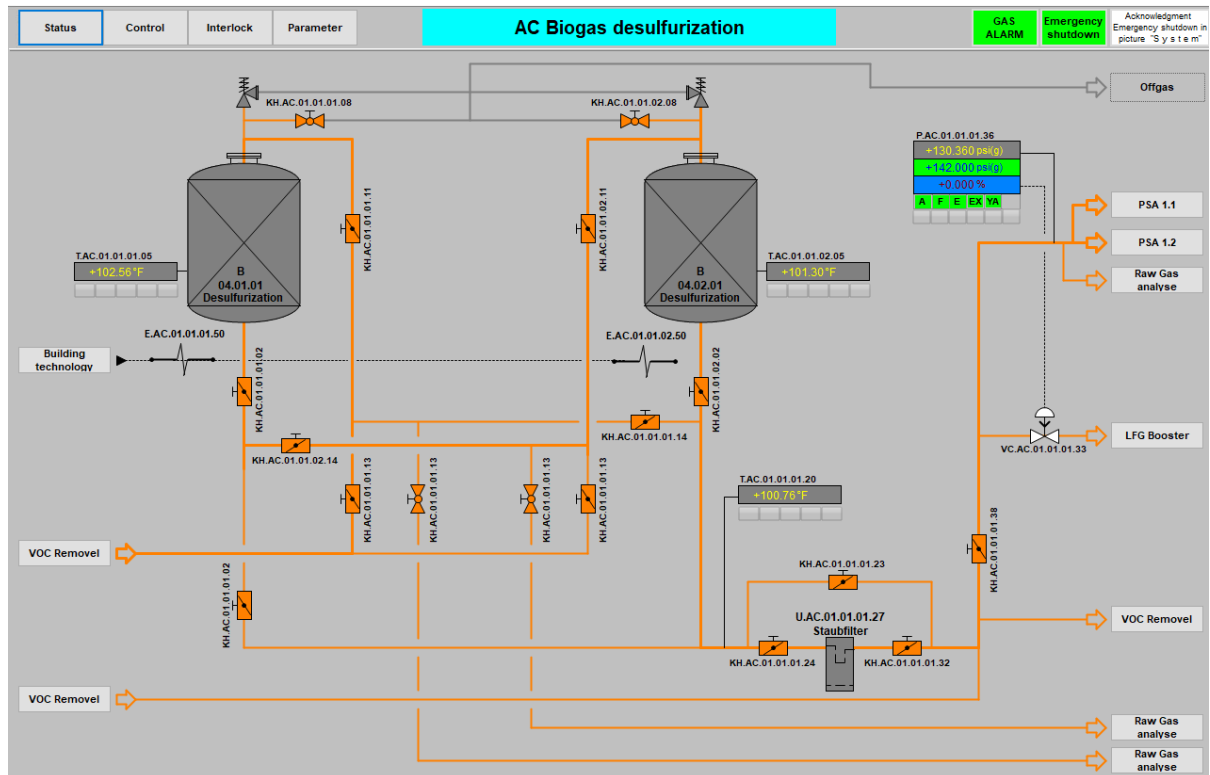 Status
Control
Interlock
Parameter
AC Biogas desulfurization
GAS
ALARM
Emergency
shutdown
Acknowledgment
Emergency shutdown in
picture "S y s t e m"
KH.AC.01.01.01.08
KH.AC.01.01.02.08
Offgas
P.AC.01.01.01.36
+130.360 psi(g)
+142.000 psi(g)
+0.000 %
A F E EX YA
KH.AC.01.01.01.11
KH.AC.01.01.02.11
PSA 1.1
PSA 1.2
Raw Gas
analyse
T.AC.01.01.01.05
+102.56°F
B
04.01.01
Desulfurization
B
04.02.01
Desulfurization
T.AC.01.01.02.05
+101.30°F
E.AC.01.01.01.50
E.AC.01.01.02.50
Building
technology
KH.AC.01.01.01.02
KH.AC.01.01.02.02
KH.AC.01.01.01.14
KH.AC.01.01.02.14
VC.AC.01.01.01.33
LFG Booster
KH.AC.01.01.01.13
KH.AC.01.01.01.13
KH.AC.01.01.01.13
KH.AC.01.01.01.13
T.AC.01.01.01.20
+100.76°F
VOC Removel
KH.AC.01.01.01.38
KH.AC.01.01.01.02
KH.AC.01.01.01.23
U.AC.01.01.01.27
Staubfilter
KH.AC.01.01.01.24
KH.AC.01.01.01.32
VOC Removel
VOC Removel
Raw Gas
analyse
Raw Gas
analyse